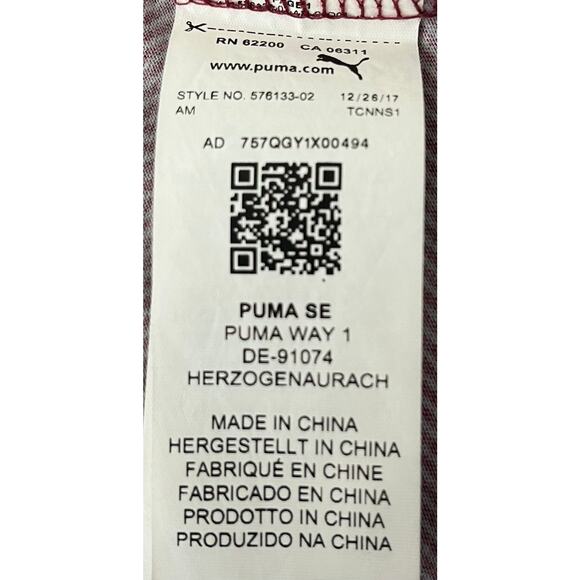 RN 62200 CA 06311
www.puma.com
STYLE NO. 576133-02 12/26/17
AM TCNNS1
AD 757QGY1X00494
PUMA SE
PUMA WAY 1
DE-91074
HERZOGENAURACH
MADE IN CHINA
HERGESTELLT IN CHINA
FABRIQUÉ EN CHINE
FABRICADO EN CHINA
PRODOTTO IN CHINA
PRODUZIDO NA CHINA